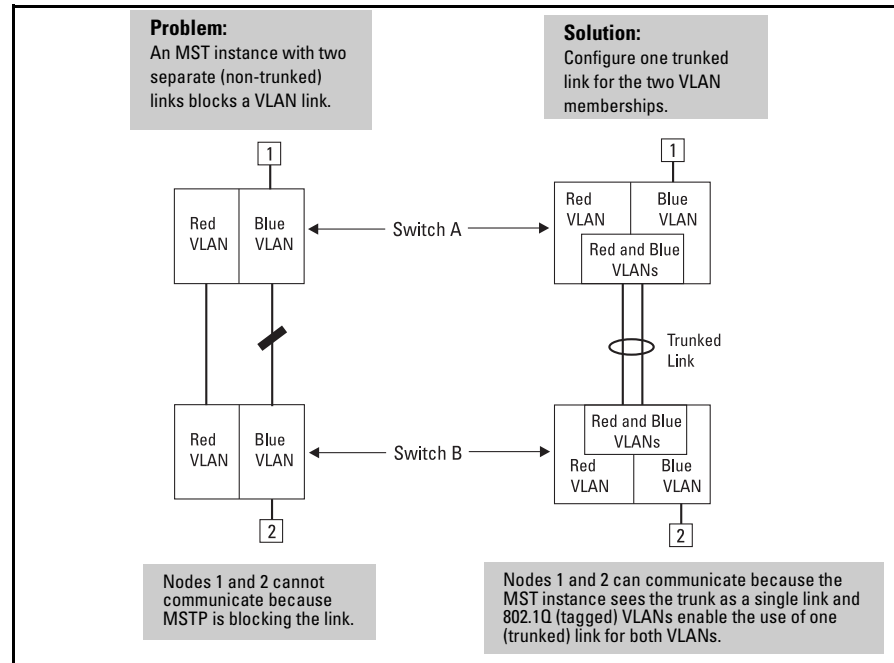 Problem:
An MST instance with two
separate (non-trunked)
links blocks a VLAN link.
Solution:
Configure one trunked
link for the two VLAN
memberships.
1
1
Red
VLAN
Blue
VLAN
Switch A
Red
VLAN
Blue
VLAN
Red and Blue
VLANs
Trunked
Link
Red
VLAN
Blue
VLAN
Switch B
Red and Blue
VLANs
Red
VLAN
Blue
VLAN
2
2
Nodes 1 and 2 cannot
communicate because
MSTP is blocking the link.
Nodes 1 and 2 can communicate because the
MST instance sees the trunk as a single link and
802.1Q (tagged) VLANs enable the use of one
(trunked) link for both VLANs.